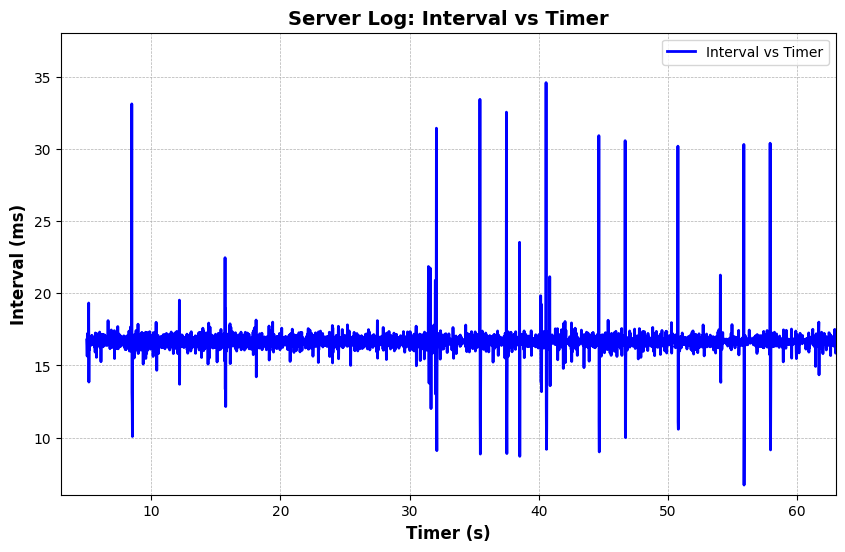 Server Log: Interval vs Timer
Interval vs Timer
35
30
25
20
15
10
Interval (ms)
10 20 30 40 50 60
Timer (s)